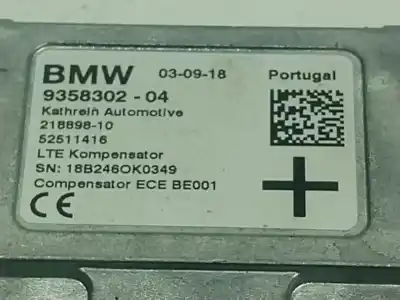 BMW 03-09-18 Portugal
9358302 - 04
Kathrein Automotive
218898-10
52511416
LTE Kompensator
SN: 18B246OK0349
Compensator ECE BE001
CE